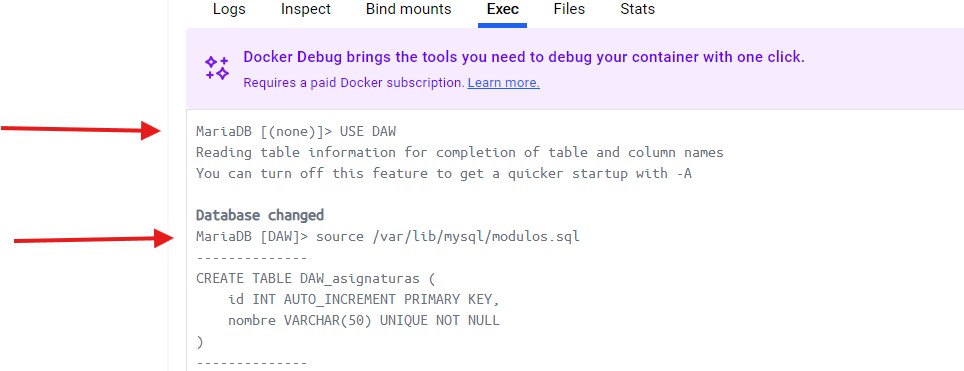 Logs Inspect Bind mounts Exec Files Stats
Docker Debug brings the tools you need to debug your container with one click.
Requires a paid Docker subscription. Learn more.
MariaDB [(none)]> USE DAW
Reading table information for completion of table and column names
You can turn off this feature to get a quicker startup with -A
Database changed
MariaDB [DAW]> source /var/lib/mysql/modulos.sql
--------------
CREATE TABLE DAW_asignaturas (
    id INT AUTO_INCREMENT PRIMARY KEY,
    nombre VARCHAR(50) UNIQUE NOT NULL
)
--------------